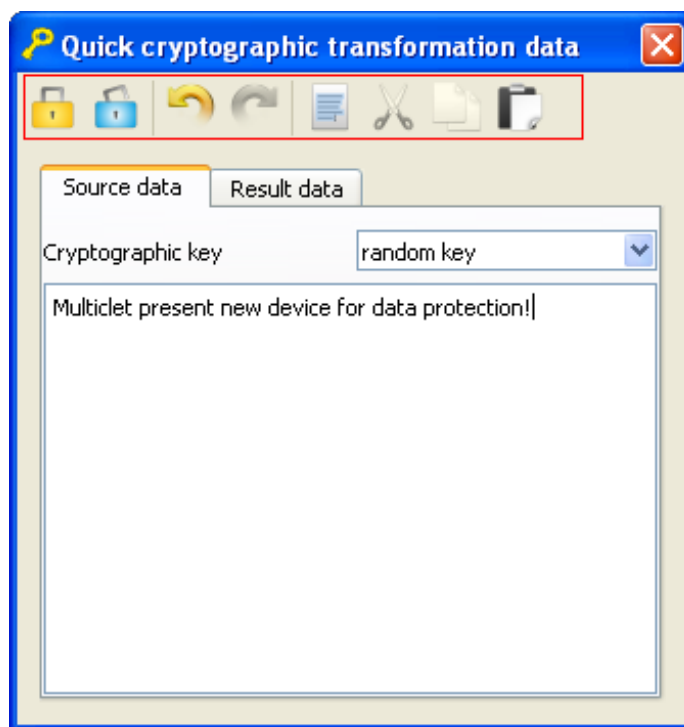 Quick cryptographic transformation data
Source data Result data
Cryptographic key random key
Multiclet present new device for data protection!